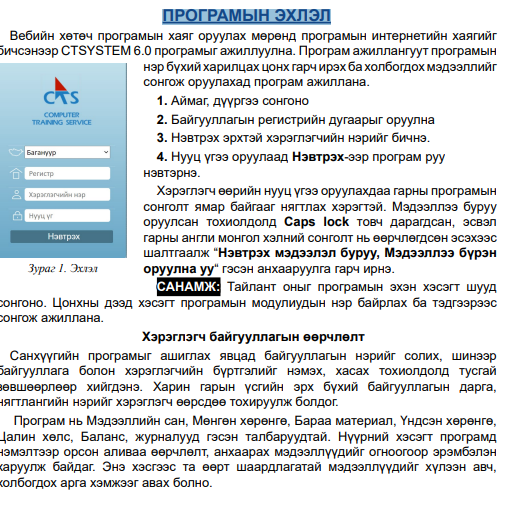 ПРОГРАМЫН ЭХЛЭЛ
Вебийн хөтөч програмын хаяг оруулах мөрөнд програмын интернетийн хаягийг
бичсэнээр CTSYSTEM 6.0 програмыг ажиллуулна. Програм ажиллангуут програмын
нэр бүхий харилцах цонх гарч ирэх ба холбогдох мэдээллийг
сонгож оруулахад програм ажиллана.
1. Аймаг, дүүргээ сонгоно
2. Байгууллагын регистрийн дугаарыг оруулна
3. Нэвтрэх эрхтэй хэрэглэгчийн нэрийг бичнэ.
4. Нууц үгээ оруулаад Нэвтрэх-ээр програм руу
нэвтэрнэ.
CTS
COMPUTER
TRAINING SERVICE
Багануур
Регистр
Хэрэглэгчийн нэр
Нууц үг
Нэвтрэх
Зураг 1. Эхлэл
Хэрэглэгч өөрийн нууц үгээ оруулахдаа гарны програмын
сонголт ямар байгааг нягтлах хэрэгтэй. Мэдээллээ буруу
оруулсан тохиолдолд Caps lock товч дарагдсан, эсвэл
гарны англи монгол хэлний сонголт нь өөрчлөгдсөн эсэхээс
шалтгаалж “Нэвтрэх мэдээлэл буруу, Мэдээллээ бүрэн
оруулна уу“ гэсэн анхааруулга гарч ирнэ.
САНАМЖ: Тайлант оныг програмын эхэн хэсэгт шууд
сонгоно. Цонхны дээд хэсэгт програмын модулиудын нэр байрлах ба тэдгээрээс
сонгож ажиллана.
Хэрэглэгч байгууллагын өөрчлөлт
Санхүүгийн програмыг ашиглах явцад байгууллагын нэрийг солих, шинээр
байгууллага болон хэрэглэгчийн бүртгэлийг нэмэх, хасах тохиолдолд тусгай
зөвшөөрлөөр хийгдэнэ. Харин гарын үсгийн эрх бүхий байгууллагын дарга,
нягтлангийн нэрийг хэрэглэгч өөрсдөө тохируулж болдог.
Програм нь Мэдээллийн сан, Мөнгөн хөрөнгө, Бараа материал, Үндсэн хөрөнгө,
Цалин хөлс, Баланс, журналууд гэсэн талбаруудтай. Нүүрний хэсэгт програмд
нэмэлтээр орсон аливаа өөрчлөлт, анхаарах мэдээллүүдийг огноогоор эрэмбэлэн
харуулж байдаг. Энэ хэсгээс та өөрт шаардлагатай мэдээллүүдийг хүлээн авч,
холбогдох арга хэмжээг авах болно.